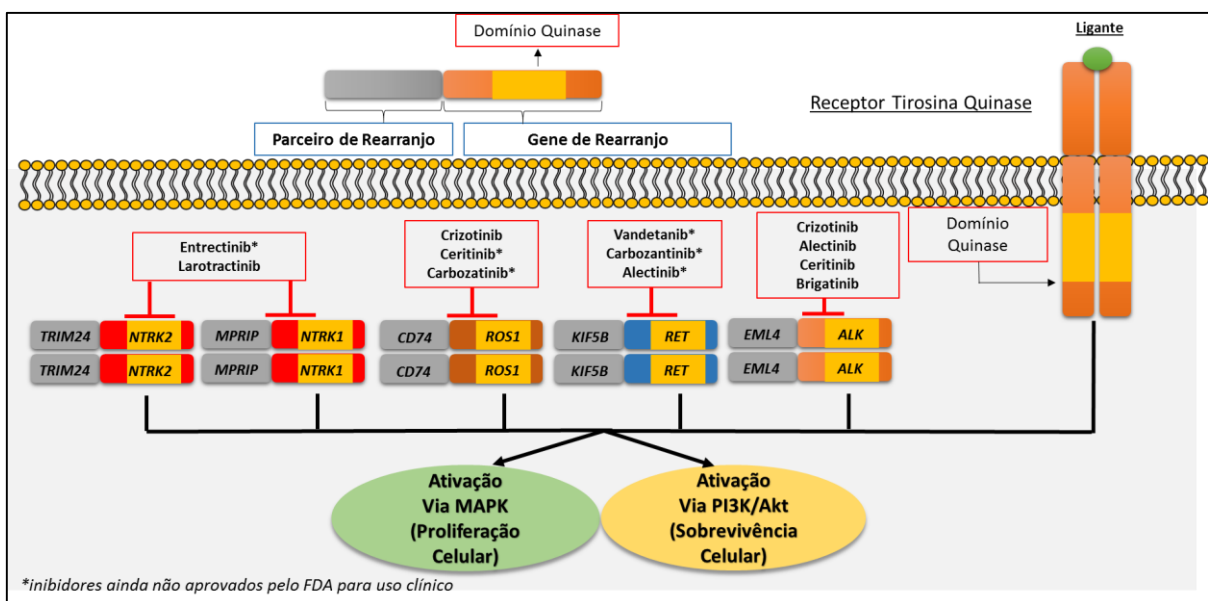 Domínio Quinase
Ligante
Receptor Tirosina Quinase
Parceiro de Rearranjo
Gene de Rearranjo
Domínio
Quinase
Entrectinib*
Larotractinib
Crizotinib
Ceritinib*
Carbozatinib*
Vandetanib*
Carbozantinib*
Alectinib*
Crizotinib
Alectinib
Ceritinib
Brigatinib
TRIM24 NTRK2
TRIM24 NTRK2
MPRIP NTRK1
MPRIP NTRK1
CD74 ROS1
CD74 ROS1
KIF5B RET
KIF5B RET
EML4 ALK
EML4 ALK
Ativação
Via MAPK
(Proliferação
Celular)
Ativação
Via PI3K/Akt
(Sobrevivência
Celular)
*inibidores ainda não aprovados pelo FDA para uso clínico